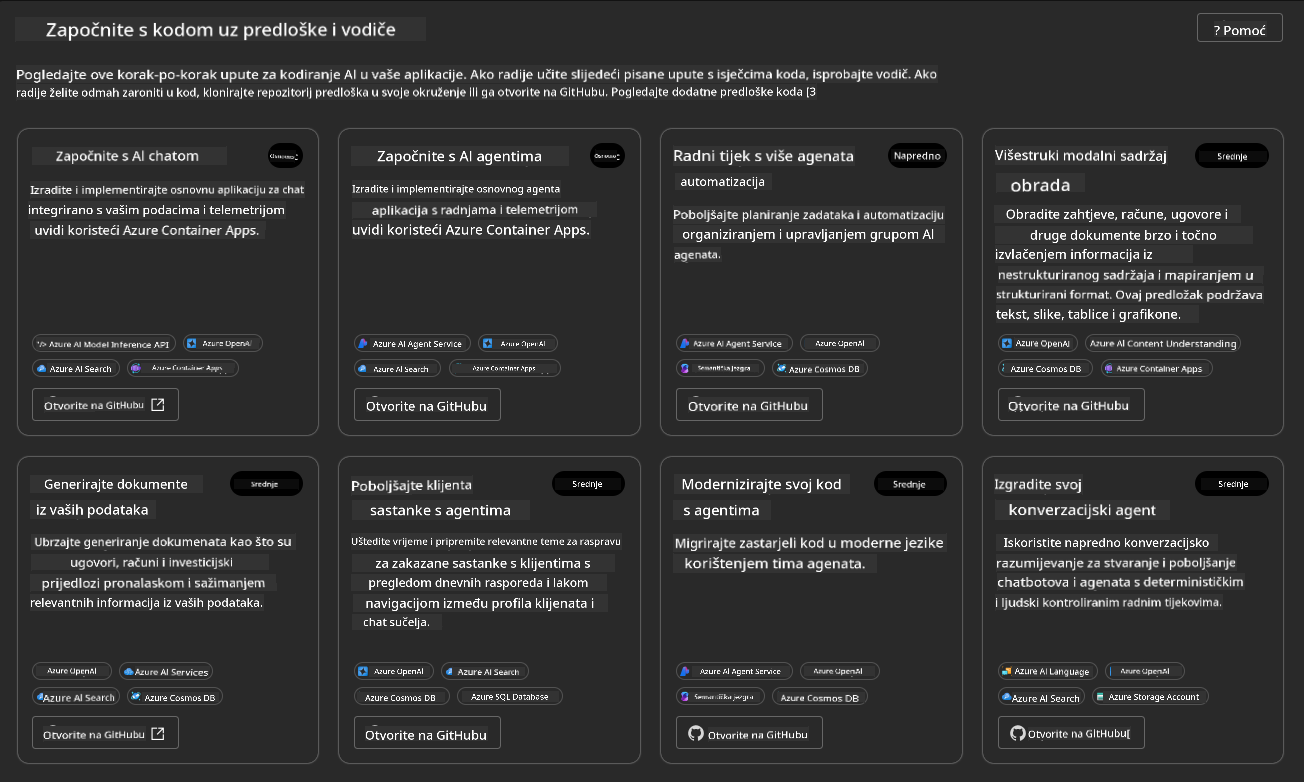 Započnite s kodom uz predloške i vodiče
? Pomoć
Pogledajte ove korak-po-korak upute za kodiranje AI u vaše aplikacije. Ako radije učite slijedeći pisane upute s isječcima koda, isprobajte vodič. Ako
radije želite odmah zaroniti u kod, klonirajte repozitorij predloška u svoje okruženje ili ga otvorite na GitHubu. Pogledajte dodatne predloške koda [3
Započnite s AI chatom
Osnovno
Izradite i implementirajte osnovnu aplikaciju za chat
integrirano s vašim podacima i telemetrijom
uvidi koristeći Azure Container Apps.
"/> Azure AI Model Inference API
Azure OpenAI
Azure AI Search
Azure Container Apps
Otvorite na GitHubu
Započnite s AI agentima
Osnovno
Izradite i implementirajte osnovnog agenta
aplikacija s radnjama i telemetrijom
uvidi koristeći Azure Container Apps.
Azure AI Agent Service
Azure OpenAI
Azure AI Search
Azure Container Apps
Otvorite na GitHubu
Radni tijek s više agenata
Napredno
automatizacija
Poboljšajte planiranje zadataka i automatizaciju
organiziranjem i upravljanjem grupom AI
agenata.
Azure AI Agent Service
Azure OpenAI
Semantička jezgra
Azure Cosmos DB
Otvorite na GitHubu
Višestruki modalni sadržaj
Srednje
obrada
Obradite zahtjeve, račune, ugovore i
druge dokumente brzo i točno
izvlačenjem informacija iz
nestrukturiranog sadržaja i mapiranjem u
strukturirani format. Ovaj predložak podržava
tekst, slike, tablice i grafikone.
Azure OpenAI
Azure AI Content Understanding
Azure Cosmos DB
Azure Container Apps
Otvorite na GitHubu
Generirajte dokumente
Srednje
iz vaših podataka
Ubrzajte generiranje dokumenata kao što su
ugovori, računi i investicijski
prijedlozi pronalaskom i sažimanjem
relevantnih informacija iz vaših podataka.
Azure OpenAI
Azure AI Services
Azure AI Search
Azure Cosmos DB
Otvorite na GitHubu
Poboljšajte klijenta
Srednje
sastanke s agentima
Uštedite vrijeme i pripremite relevantne teme za raspravu
za zakazane sastanke s klijentima s
pregledom dnevnih rasporeda i lakom
navigacijom između profila klijenata i
chat sučelja.
Azure OpenAI
Azure AI Search
Azure Cosmos DB
Azure SQL Database
Otvorite na GitHubu
Modernizirajte svoj kod
Srednje
s agentima
Migrirajte zastarjeli kod u moderne jezike
korištenjem tima agenata.
Azure AI Agent Service
Azure OpenAI
Semantička jezgra
Azure Cosmos DB
Otvorite na GitHubu
Izgradite svoj
Srednje
konverzacijski agent
Iskoristite napredno konverzacijsko
razumijevanje za stvaranje i poboljšanje
chatbotova i agenata s determinističkim
i ljudski kontroliranim radnim tijekovima.
Azure AI Language
Azure OpenAI
Azure AI Search
Azure Storage Account
Otvorite na GitHubu[